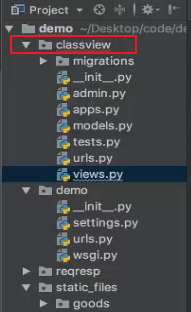 Project
demo ~/Desktop/code/de
classview
migrations
__init__.py
admin.py
apps.py
models.py
tests.py
urls.py
views.py
demo
__init__.py
settings.py
urls.py
wsgi.py
reqresp
static_files
goods